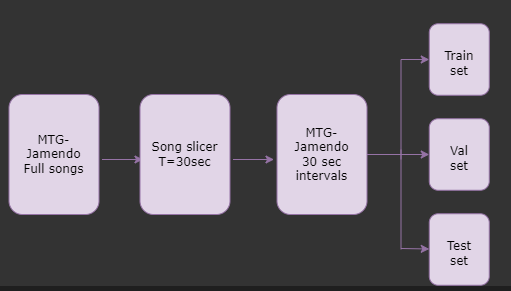 MTG-
Jamendo
Full songs
Song slicer
T=30sec
MTG-
Jamendo
30 sec
intervals
Train
set
Val
set
Test
set